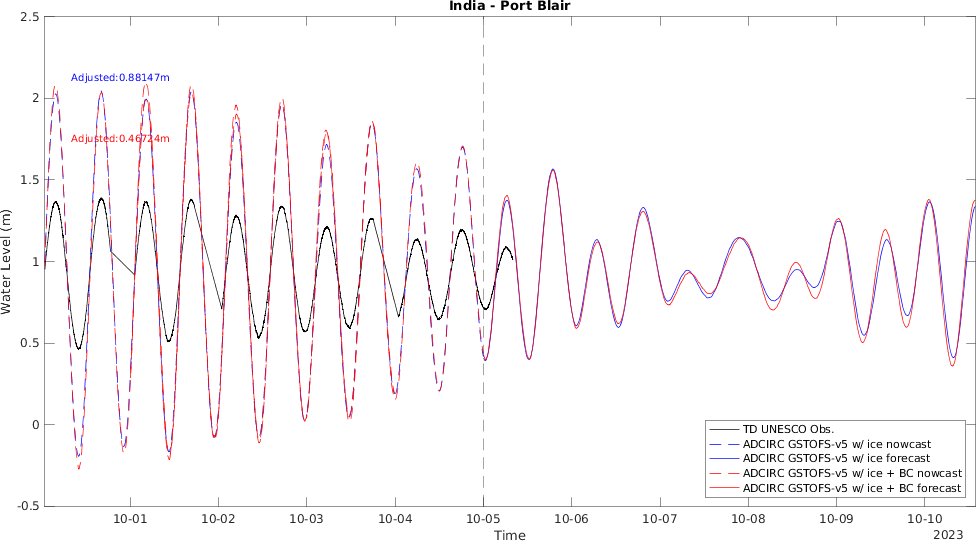 India - Port Blair
2.5
2
1.5
1
0.5
0
-0.5
Water Level (m)
Adjusted:0.88147m
Adjusted:0.46724m
TD UNESCO Obs.
ADCIRC GSTOFS-v5 w/ ice nowcast
ADCIRC GSTOFS-v5 w/ ice forecast
ADCIRC GSTOFS-v5 w/ ice + BC nowcast
ADCIRC GSTOFS-v5 w/ ice + BC forecast
10-01 10-02 10-03 10-04 10-05 10-06 10-07 10-08 10-09 10-10
Time
2023